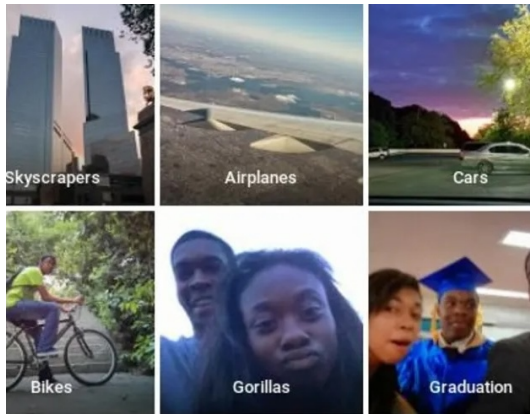 Skyscrapers
Airplanes
Cars
Bikes
Gorillas
Graduation